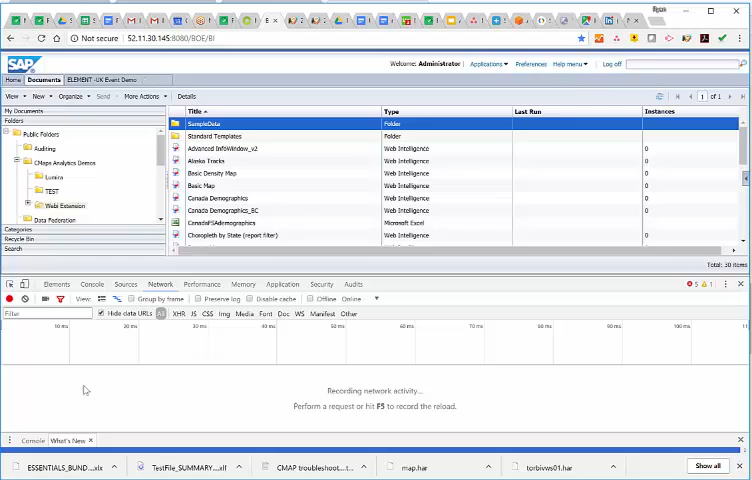 Not secure | 52.11.30.145:8080/BOE/BI
SAP
Welcome: Administrator | Applications | Preferences | Help menu | Log off
Home | Documents | ELEMENT -UK Event Demo
View | New | Organize | Send | More Actions | Details
1 of 1
My Documents
Folders
Public Folders
Auditing
CMaps Analytics Demos
Lumira
TEST
Webi Extension
Data Federation
Categories
Recycle Bin
Search
Title | Type | Last Run | Instances
SampleData | Folder
Standard Templates | Folder
Advanced InfoWindow_v2 | Web Intelligence | 0
Alaska Tracks | Web Intelligence | 0
Basic Density Map | Web Intelligence | 0
Basic Map | Web Intelligence | 0
Canada Demographics | Web Intelligence | 0
Canada Demographics_BC | Web Intelligence | 0
CanadaFSAdemographics | Microsoft Excel
Choropleth by State (report filter) | Web Intelligence | 0
Total: 30 items
Elements Console Sources Network Performance Memory Application Security Audits 5 1
View: Group by frame Preserve log Disable cache Offline Online
Filter Hide data URLs All XHR JS CSS Img Media Font Doc WS Manifest Other
10 ms 20 ms 30 ms 40 ms 50 ms 60 ms 70 ms 80 ms 90 ms 100 ms
Recording network activity...
Perform a request or hit F5 to record the reload.
Console What's New
ESSENTIALS_BUND....xlx TestFile_SUMMARY....xlf CMAP troubleshoot....t... map.har torbivws01.har Show all